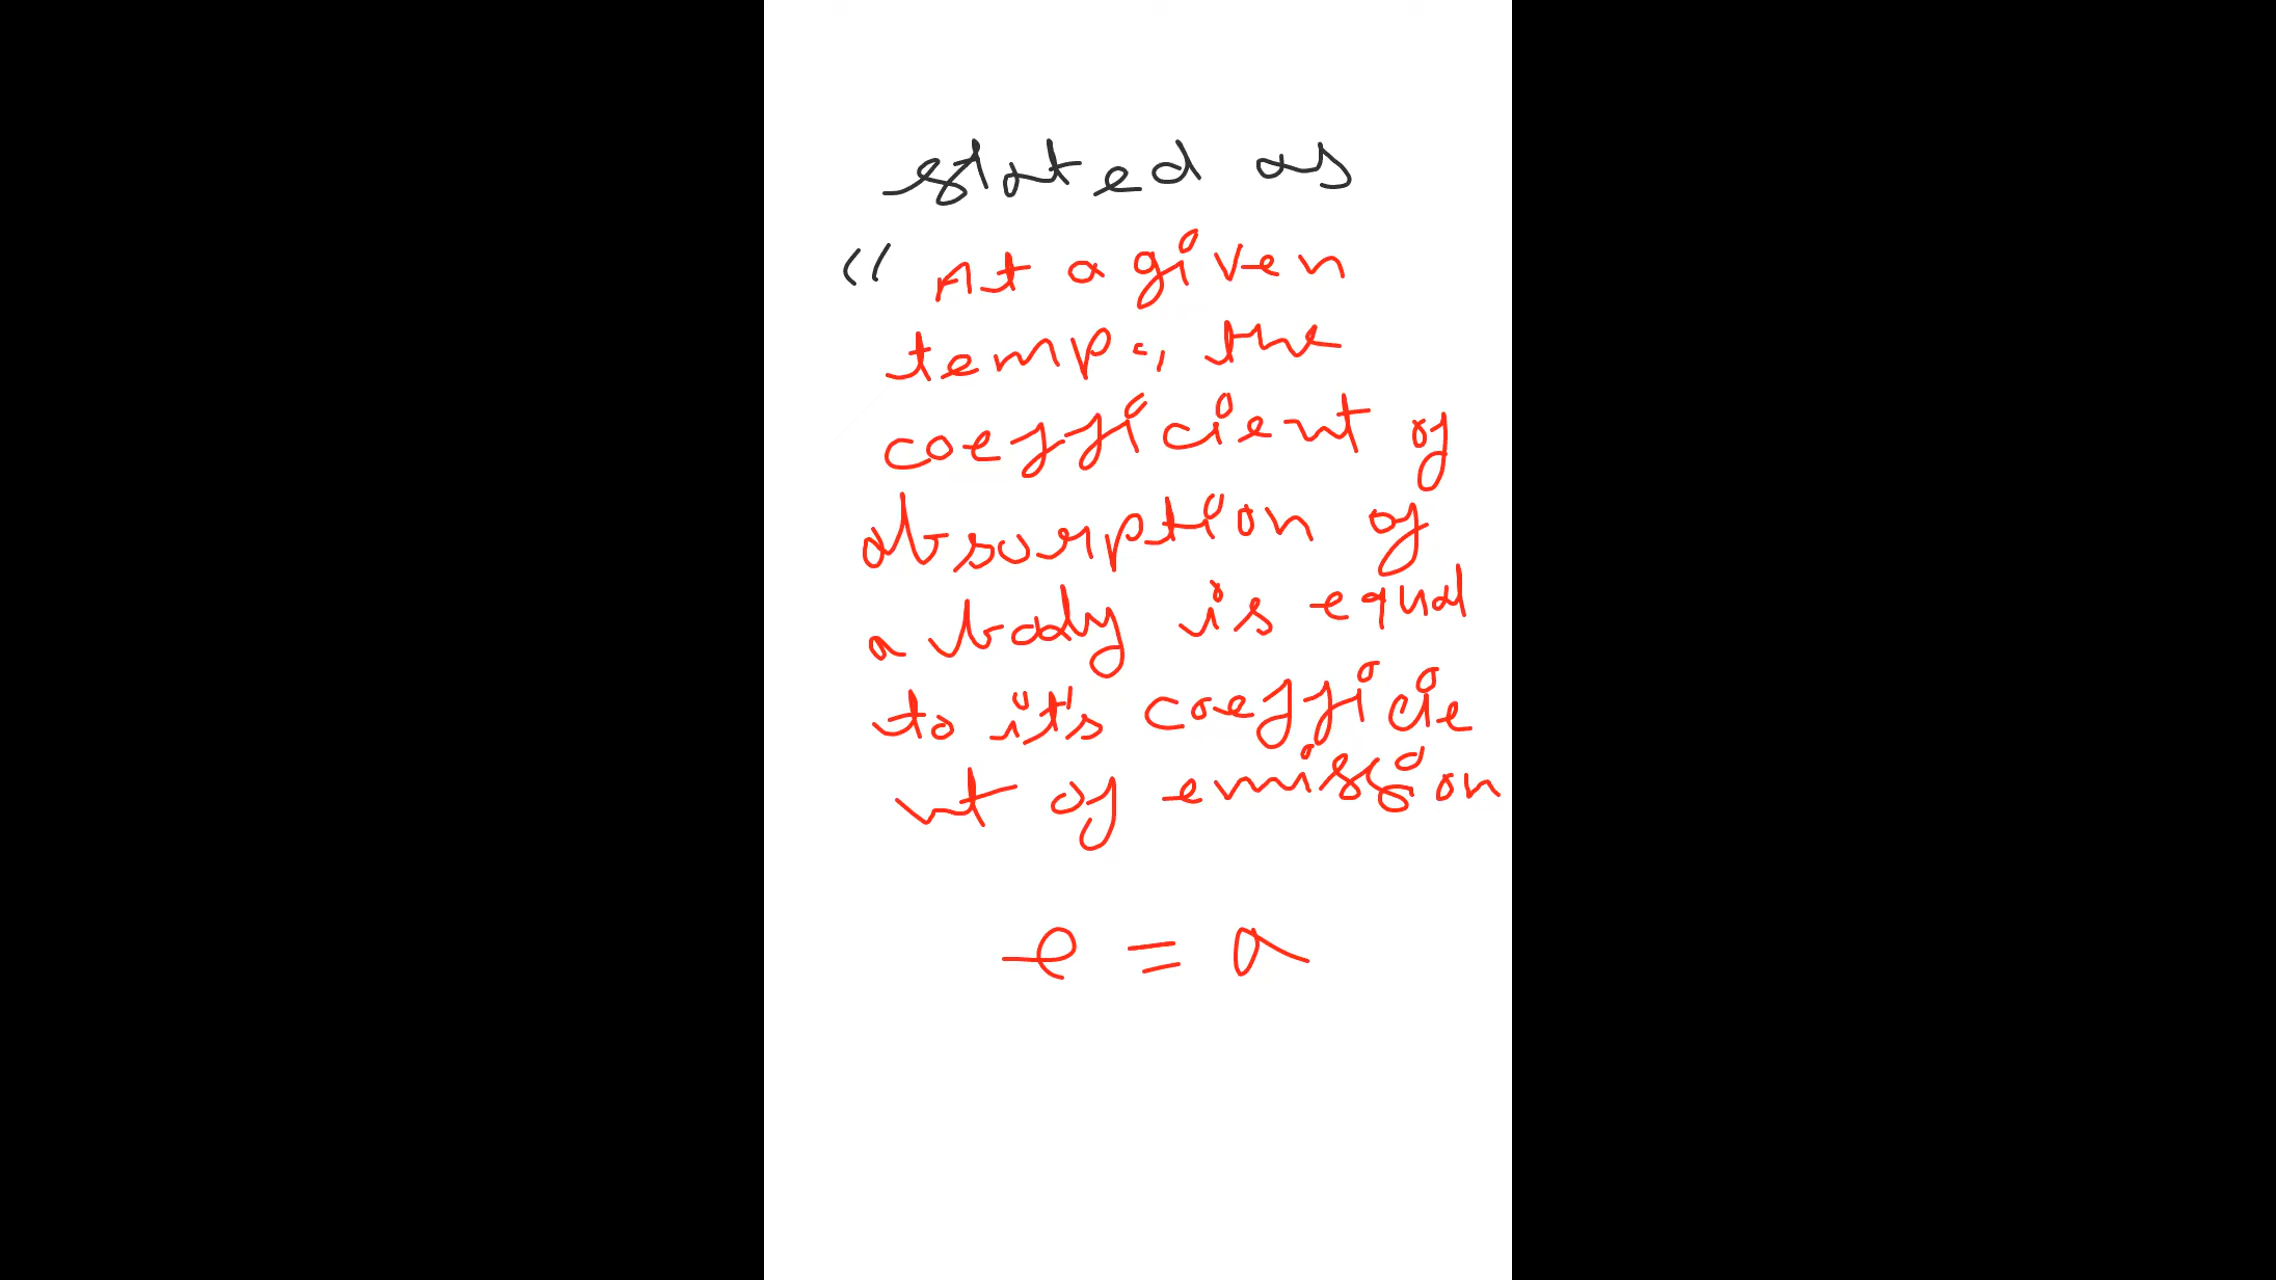 stated as
“ At a given
temp., the
coefficient of
absorption of
a body is equal
to it's coefficie
nt of emission
e = a